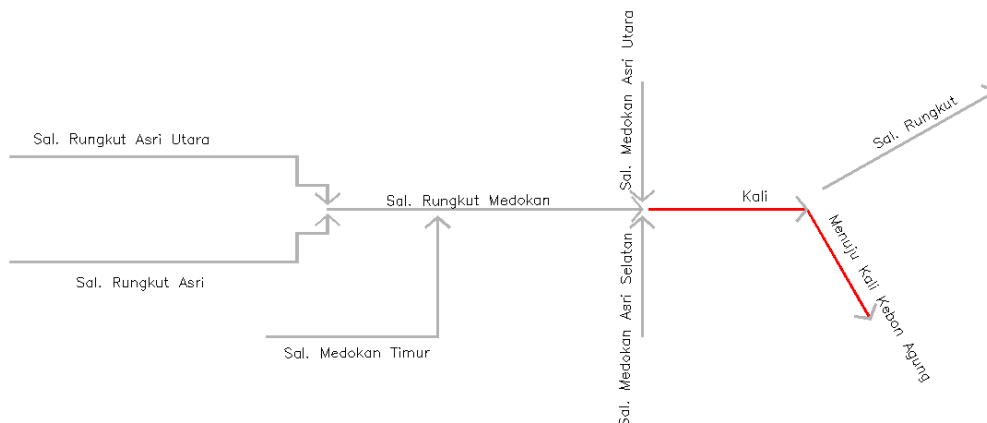 Sal. Rungkut Asri Utara
Sal. Rungkut Asri
Sal. Medokan Timur
Sal. Rungkut Medokan
Sal. Medokan Asri Utara
Sal. Medokan Asri Selatan
Kali
Sal. Rungkut
Menuju Kali Kebon Agung